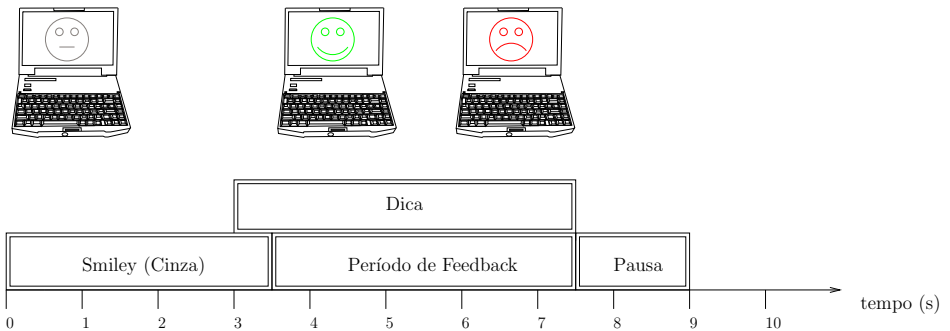 Dica
Smiley (Cinza)
Período de Feedback
Pausa
tempo (s)
0 1 2 3 4 5 6 7 8 9 10